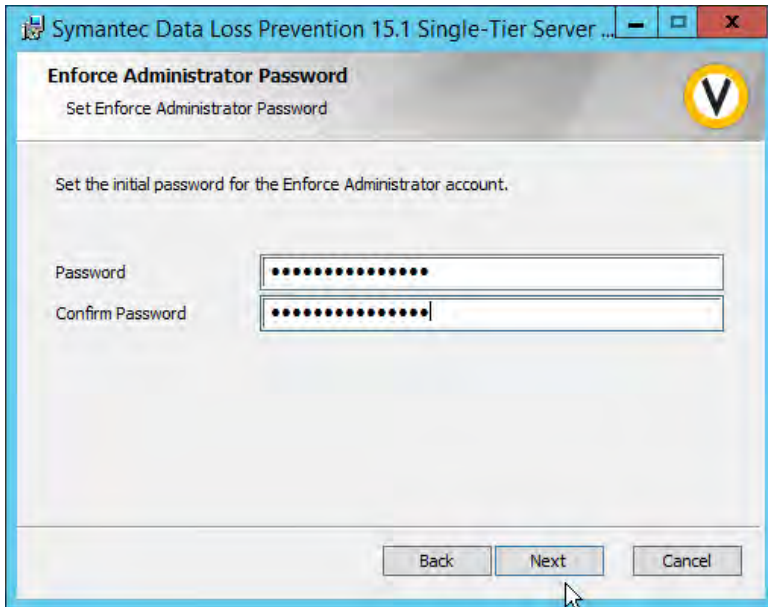 Symantec Data Loss Prevention 15.1 Single-Tier Server ...
Enforce Administrator Password
Set Enforce Administrator Password
Set the initial password for the Enforce Administrator account.
Password ●●●●●●●●●●●●●●●
Confirm Password ●●●●●●●●●●●●●●●
Back Next Cancel